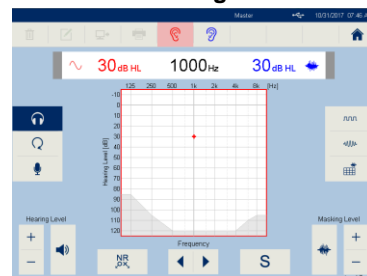 Master 10/31/2017 07:46 A
30 dB HL 1000 Hz 30 dB HL
125 250 500 1k 2k 4k 8k [Hz]
Hearing Level [dB]
-10
0
10
20
30
40
50
60
70
80
90
100
110
120
Hearing Level
Masking Level
Frequency
+
+
NR
OK
S
-
-